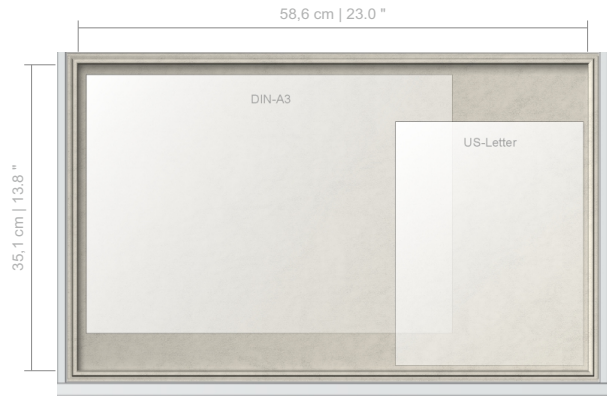 58,6 cm | 23.0 "
DIN-A3
US-Letter
35,1 cm | 13.8 "